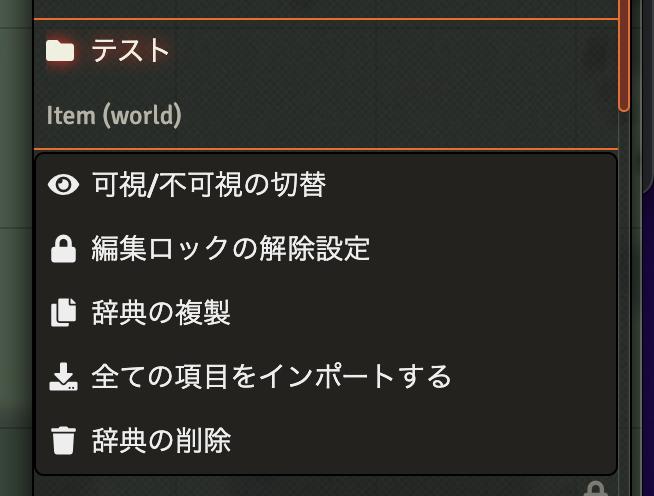 テスト
Item (world)
可視/不可視の切替
編集ロックの解除設定
辞典の複製
全ての項目をインポートする
辞典の削除